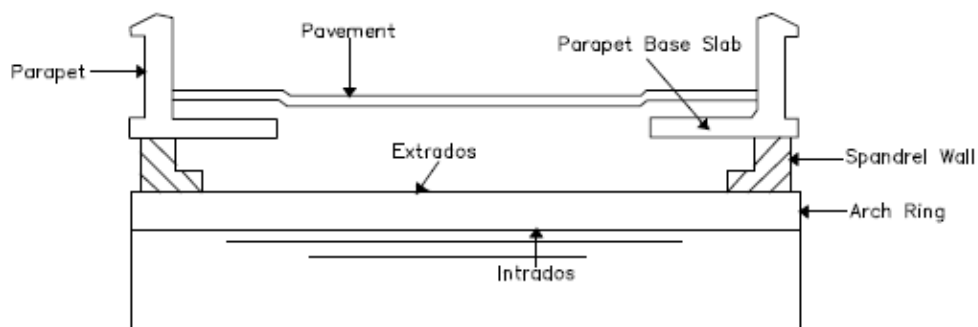 Pavement
Parapet Base Slab
Parapet
Extrados
Spandrel Wall
Arch Ring
Intrados